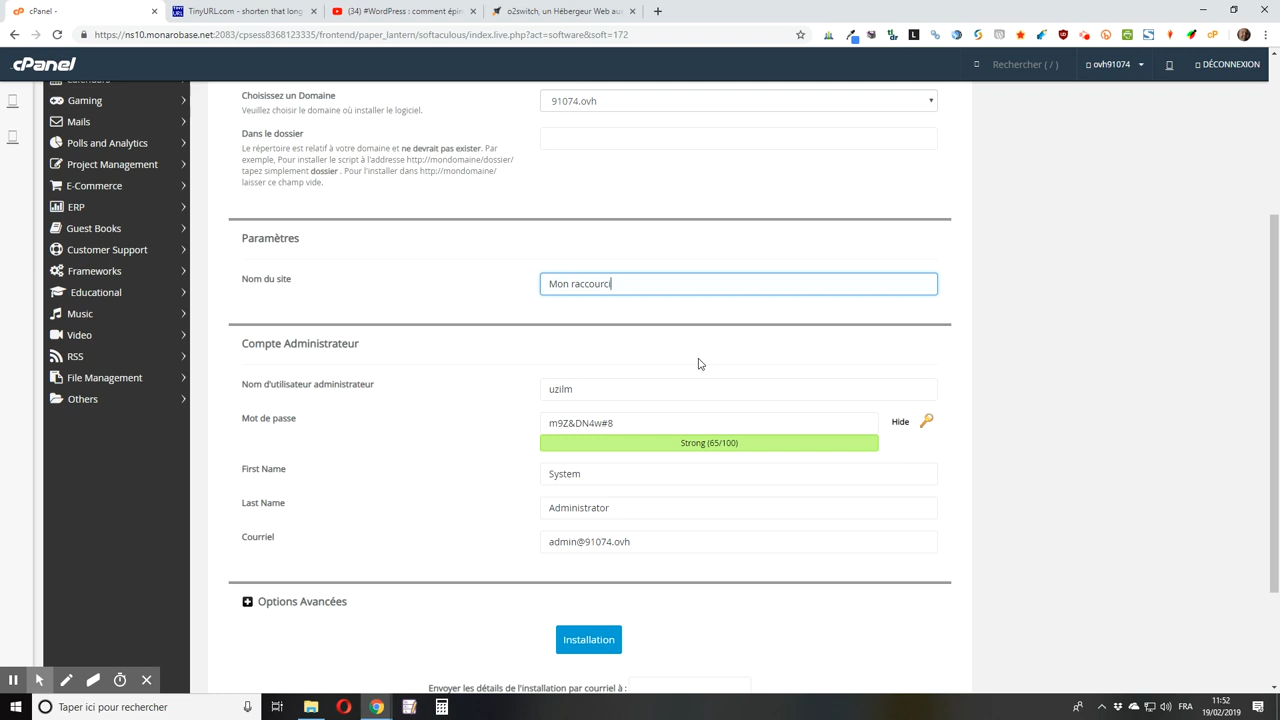 cPanel -
TinyURL.com - shorten that long
(34) #WordPress : comment épin
o2switch, un Hébergeur Web au
https://ns10.monarobase.net:2083/cpsess8368123335/frontend/paper_lantern/softaculous/index.live.php?act=software&soft=172
cPanel
Rechercher ( / )
ovh91074
DÉCONNEXION
Gaming
Mails
Polls and Analytics
Project Management
E-Commerce
ERP
Guest Books
Customer Support
Frameworks
Educational
Music
Video
RSS
File Management
Others
Choisissez un Domaine
Veuillez choisir le domaine où installer le logiciel.
91074.ovh
Dans le dossier
Le répertoire est relatif à votre domaine et ne devrait pas exister. Par
exemple, Pour installer le script à l'adresse http://mondomaine/dossier/
tapez simplement dossier . Pour l'installer dans http://mondomaine/
laisser ce champ vide.
Paramètres
Nom du site
Mon raccourci
Compte Administrateur
Nom d'utilisateur administrateur
uzilm
Mot de passe
m9Z&DN4w#8
Hide
Strong (65/100)
First Name
System
Last Name
Administrator
Courriel
admin@91074.ovh
Options Avancées
Installation
Envoyer les détails de l'installation par courriel à :
Taper ici pour rechercher
FRA
11:52
19/02/2019